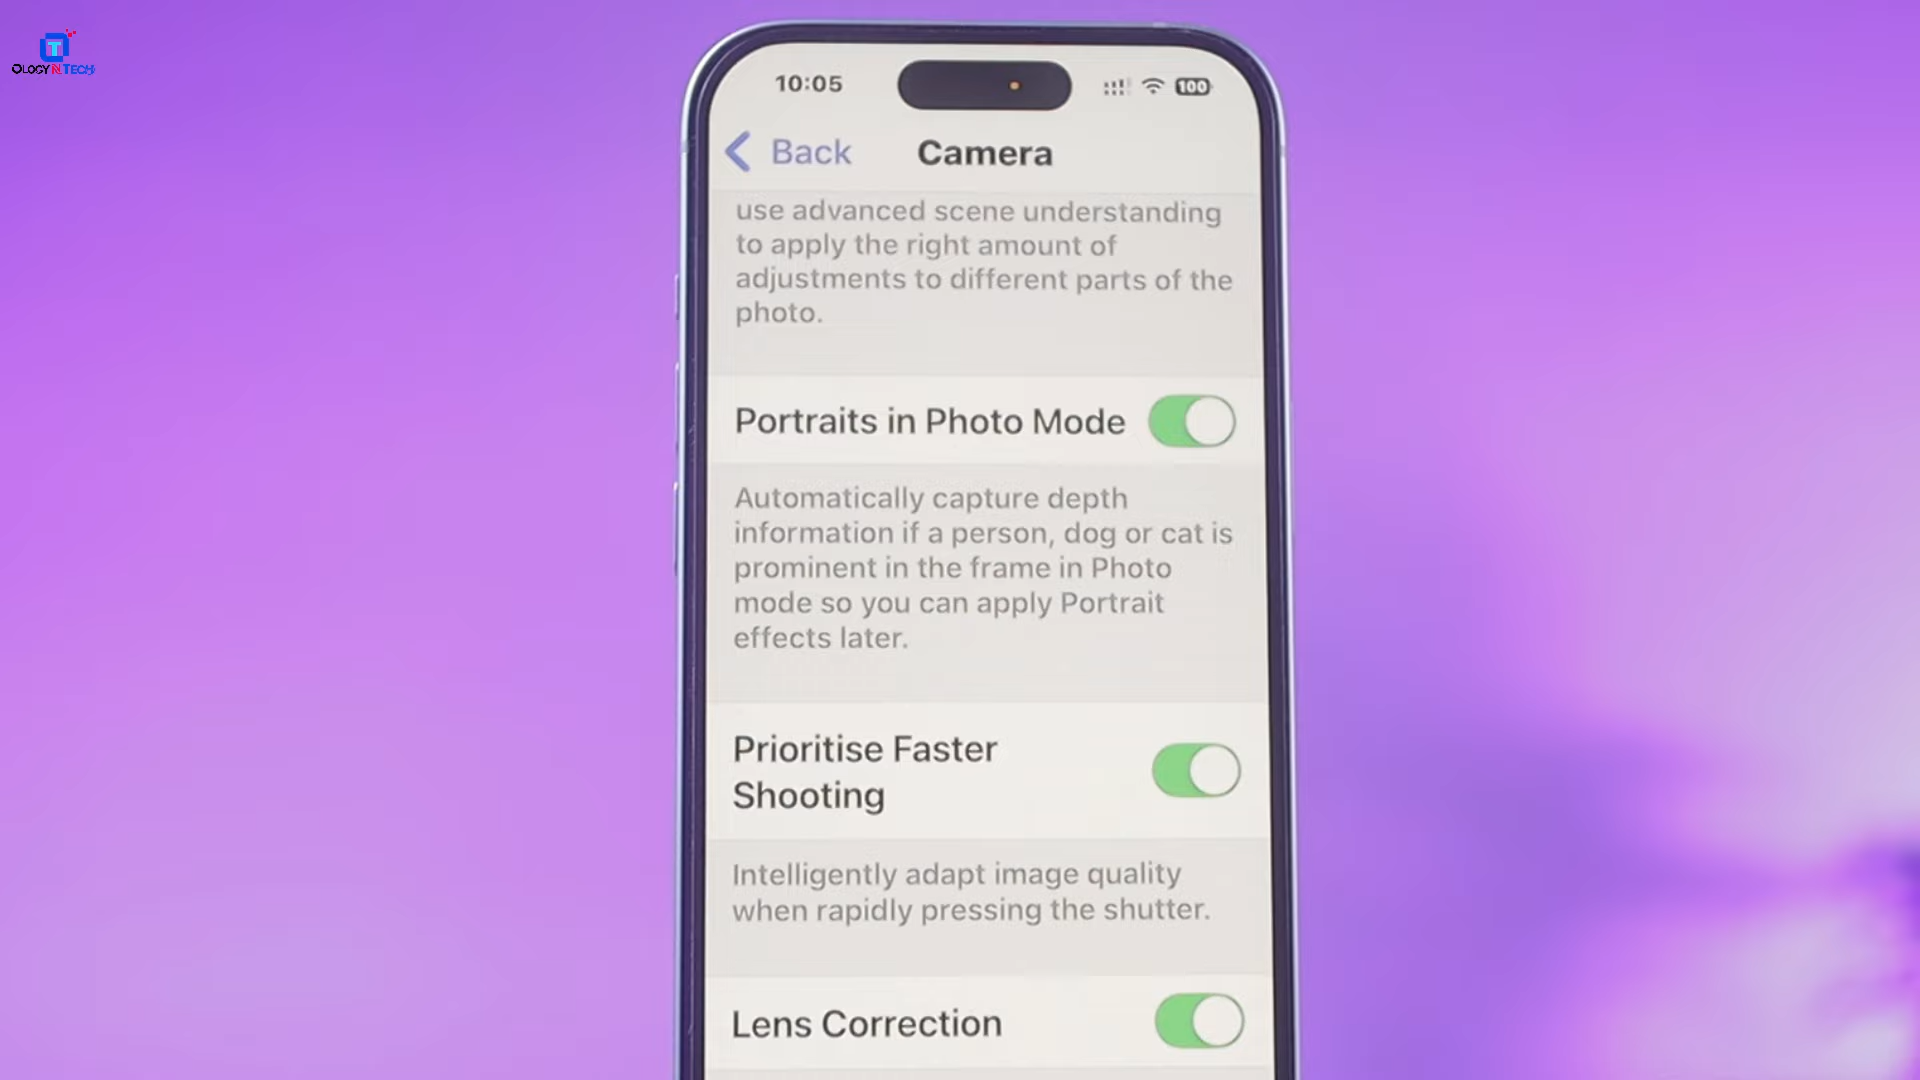 T
OLOGYNTECH
10:05
100
Back
Camera
use advanced scene understanding
to apply the right amount of
adjustments to different parts of the
photo.
Portraits in Photo Mode
Automatically capture depth
information if a person, dog or cat is
prominent in the frame in Photo
mode so you can apply Portrait
effects later.
Prioritise Faster
Shooting
Intelligently adapt image quality
when rapidly pressing the shutter.
Lens Correction